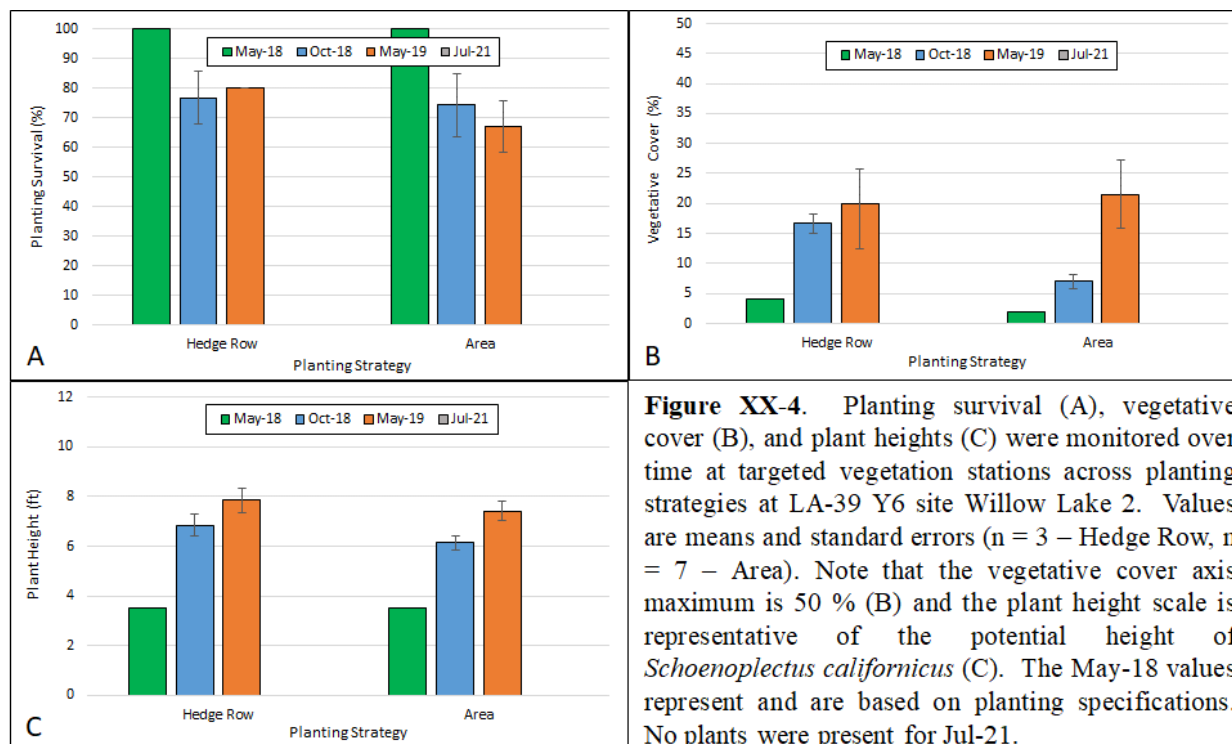 100
90
80
70
60
50
40
30
20
10
0
Planting Survival (%)
May-18 Oct-18 May-19 Jul-21
Hedge Row Area
Planting Strategy
A
50
45
40
35
30
25
20
15
10
5
0
Vegetative Cover (%)
May-18 Oct-18 May-19 Jul-21
Hedge Row Area
Planting Strategy
B
12
10
8
6
4
2
0
Plant Height (ft)
May-18 Oct-18 May-19 Jul-21
Hedge Row Area
Planting Strategy
C
Figure XX-4. Planting survival (A), vegetative
cover (B), and plant heights (C) were monitored over
time at targeted vegetation stations across planting
strategies at LA-39 Y6 site Willow Lake 2. Values
are means and standard errors (n = 3 – Hedge Row, n
= 7 – Area). Note that the vegetative cover axis
maximum is 50 % (B) and the plant height scale is
representative of the potential height of
Schoenoplectus californicus (C). The May-18 values
represent and are based on planting specifications.
No plants were present for Jul-21.